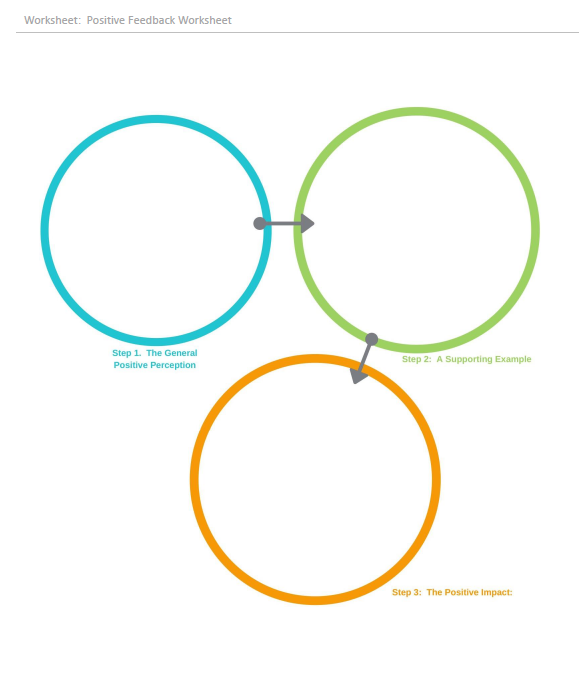 Worksheet:  Positive Feedback Worksheet
Step 1.  The General
Positive Perception
Step 2:  A Supporting Example
Step 3:  The Positive Impact: